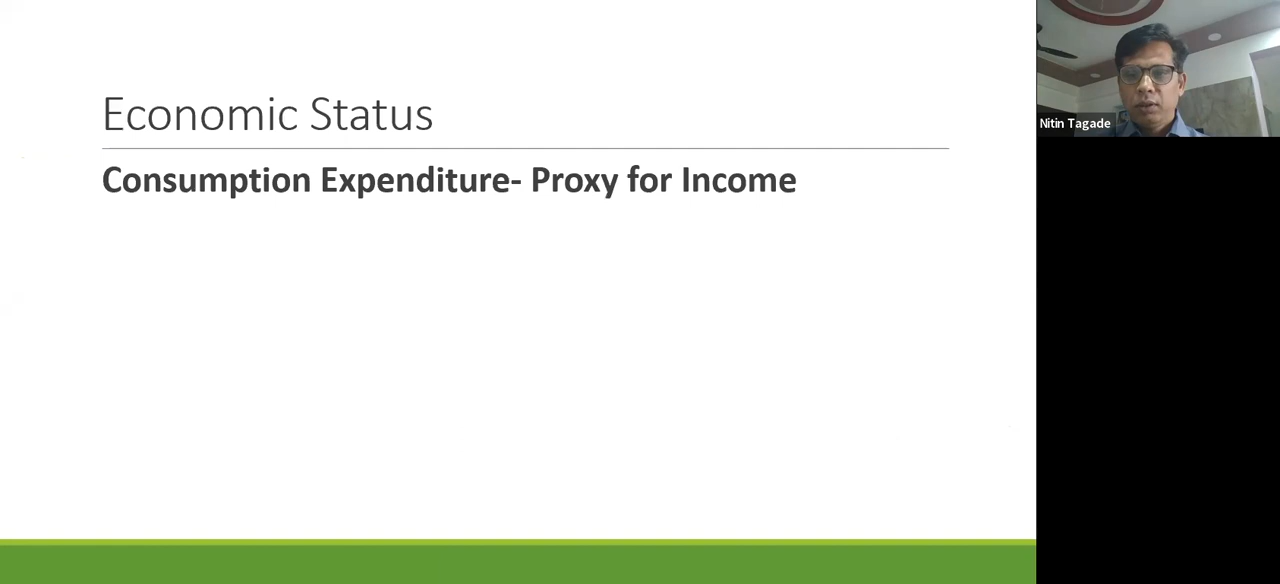 Economic Status
Consumption Expenditure- Proxy for Income
Nitin Tagade